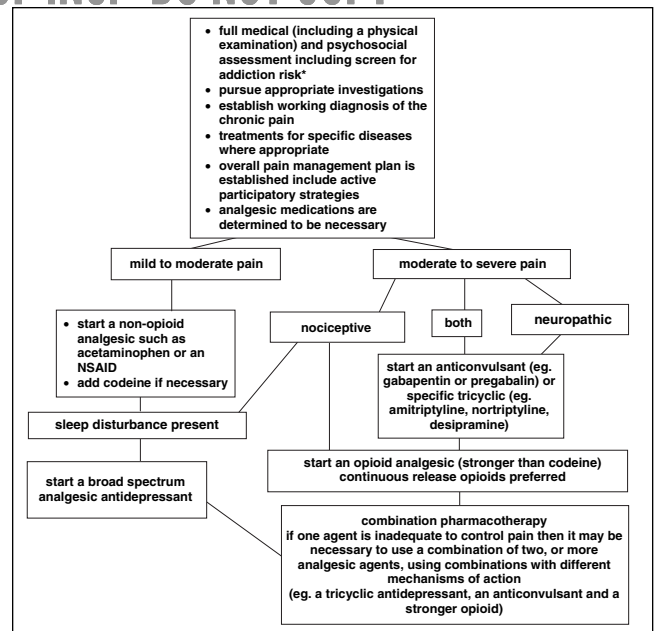 DO NOT COPY
• full medical (including a physical
examination) and psychosocial
assessment including screen for
addiction risk*
• pursue appropriate investigations
• establish working diagnosis of the
chronic pain
• treatments for specific diseases
where appropriate
• overall pain management plan is
established include active
participatory strategies
• analgesic medications are
determined to be necessary
mild to moderate pain
moderate to severe pain
• start a non-opioid
analgesic such as
acetaminophen or an
NSAID
• add codeine if necessary
nociceptive
both
neuropathic
start an anticonvulsant (eg.
gabapentin or pregabalin) or
specific tricyclic (eg.
amitriptyline, nortriptyline,
desipramine)
sleep disturbance present
start an opioid analgesic (stronger than codeine)
continuous release opioids preferred
start a broad spectrum
analgesic antidepressant
combination pharmacotherapy
if one agent is inadequate to control pain then it may be
necessary to use a combination of two, or more
analgesic agents, using combinations with different
mechanisms of action
(eg. a tricyclic antidepressant, an anticonvulsant and a
stronger opioid)